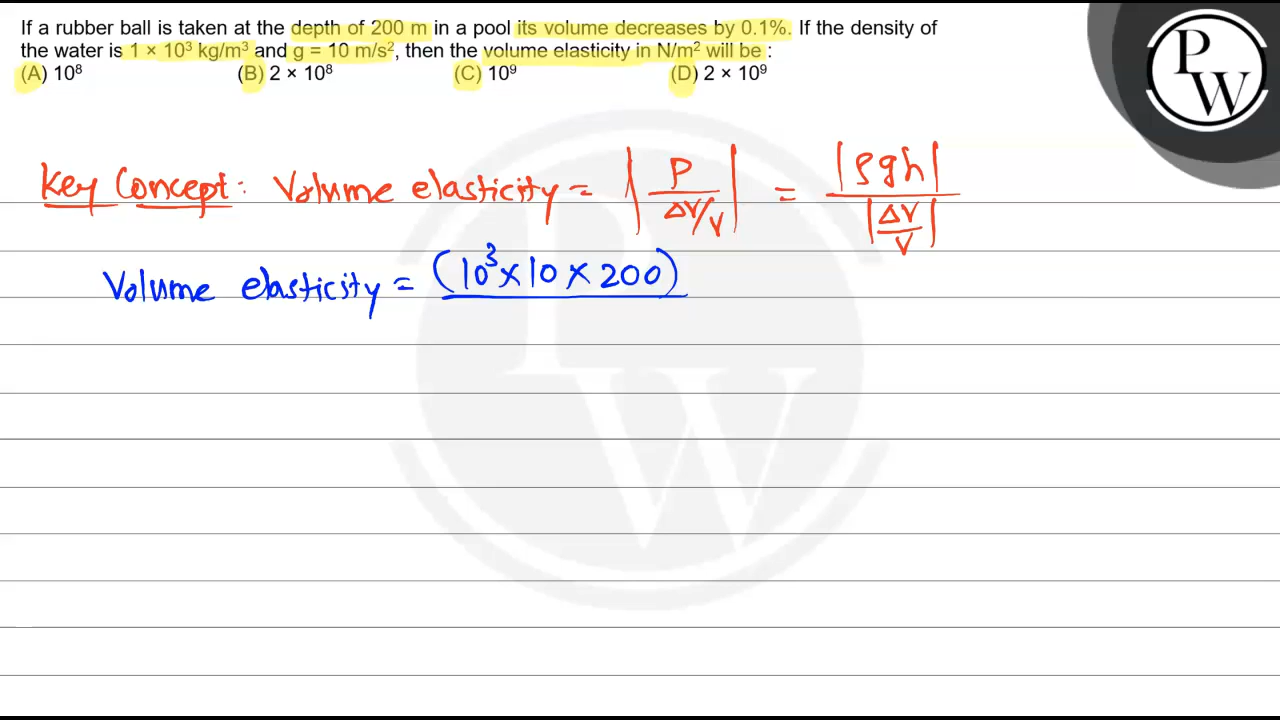 If a rubber ball is taken at the depth of 200 m in a pool its volume decreases by 0.1%. If the density of
the water is 1 × 10³ kg/m³ and g = 10 m/s², then the volume elasticity in N/m² will be :
(A) 10⁸ (B) 2 × 10⁸ (C) 10⁹ (D) 2 × 10⁹
PW
Key Concept: Volume elasticity = |P / ΔV/V| = |ρgh| / |ΔV/V|
Volume elasticity = (10³ × 10 × 200)
PW